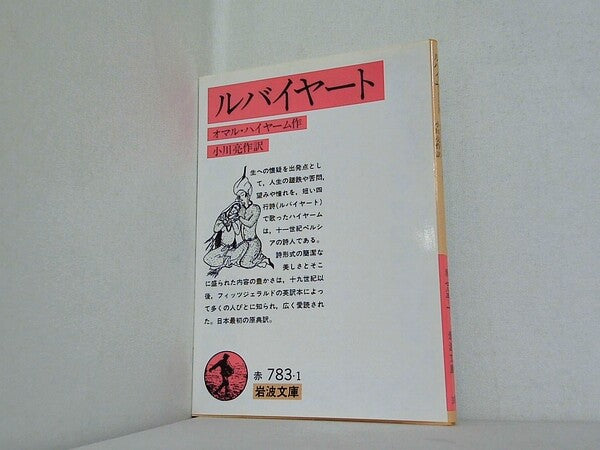 ルバイヤート
オマル・ハイヤーム作
小川亮作訳
生への懐疑を出発点とし
て、人生の蹉跌や苦悶、
望みや憧れを、短い四
行詩(ルバイヤート)
で歌ったハイヤーム
は、十一世紀ペルシ
アの詩人である。
詩形式の簡潔な
美しさとそこ
に盛られた内容の豊かさは、十九世紀以
後、フィッツジェラルドの英訳本によっ
て多くの人びとに知られ、広く愛読され
た。日本最初の原典訳。
赤 783-1
岩波文庫